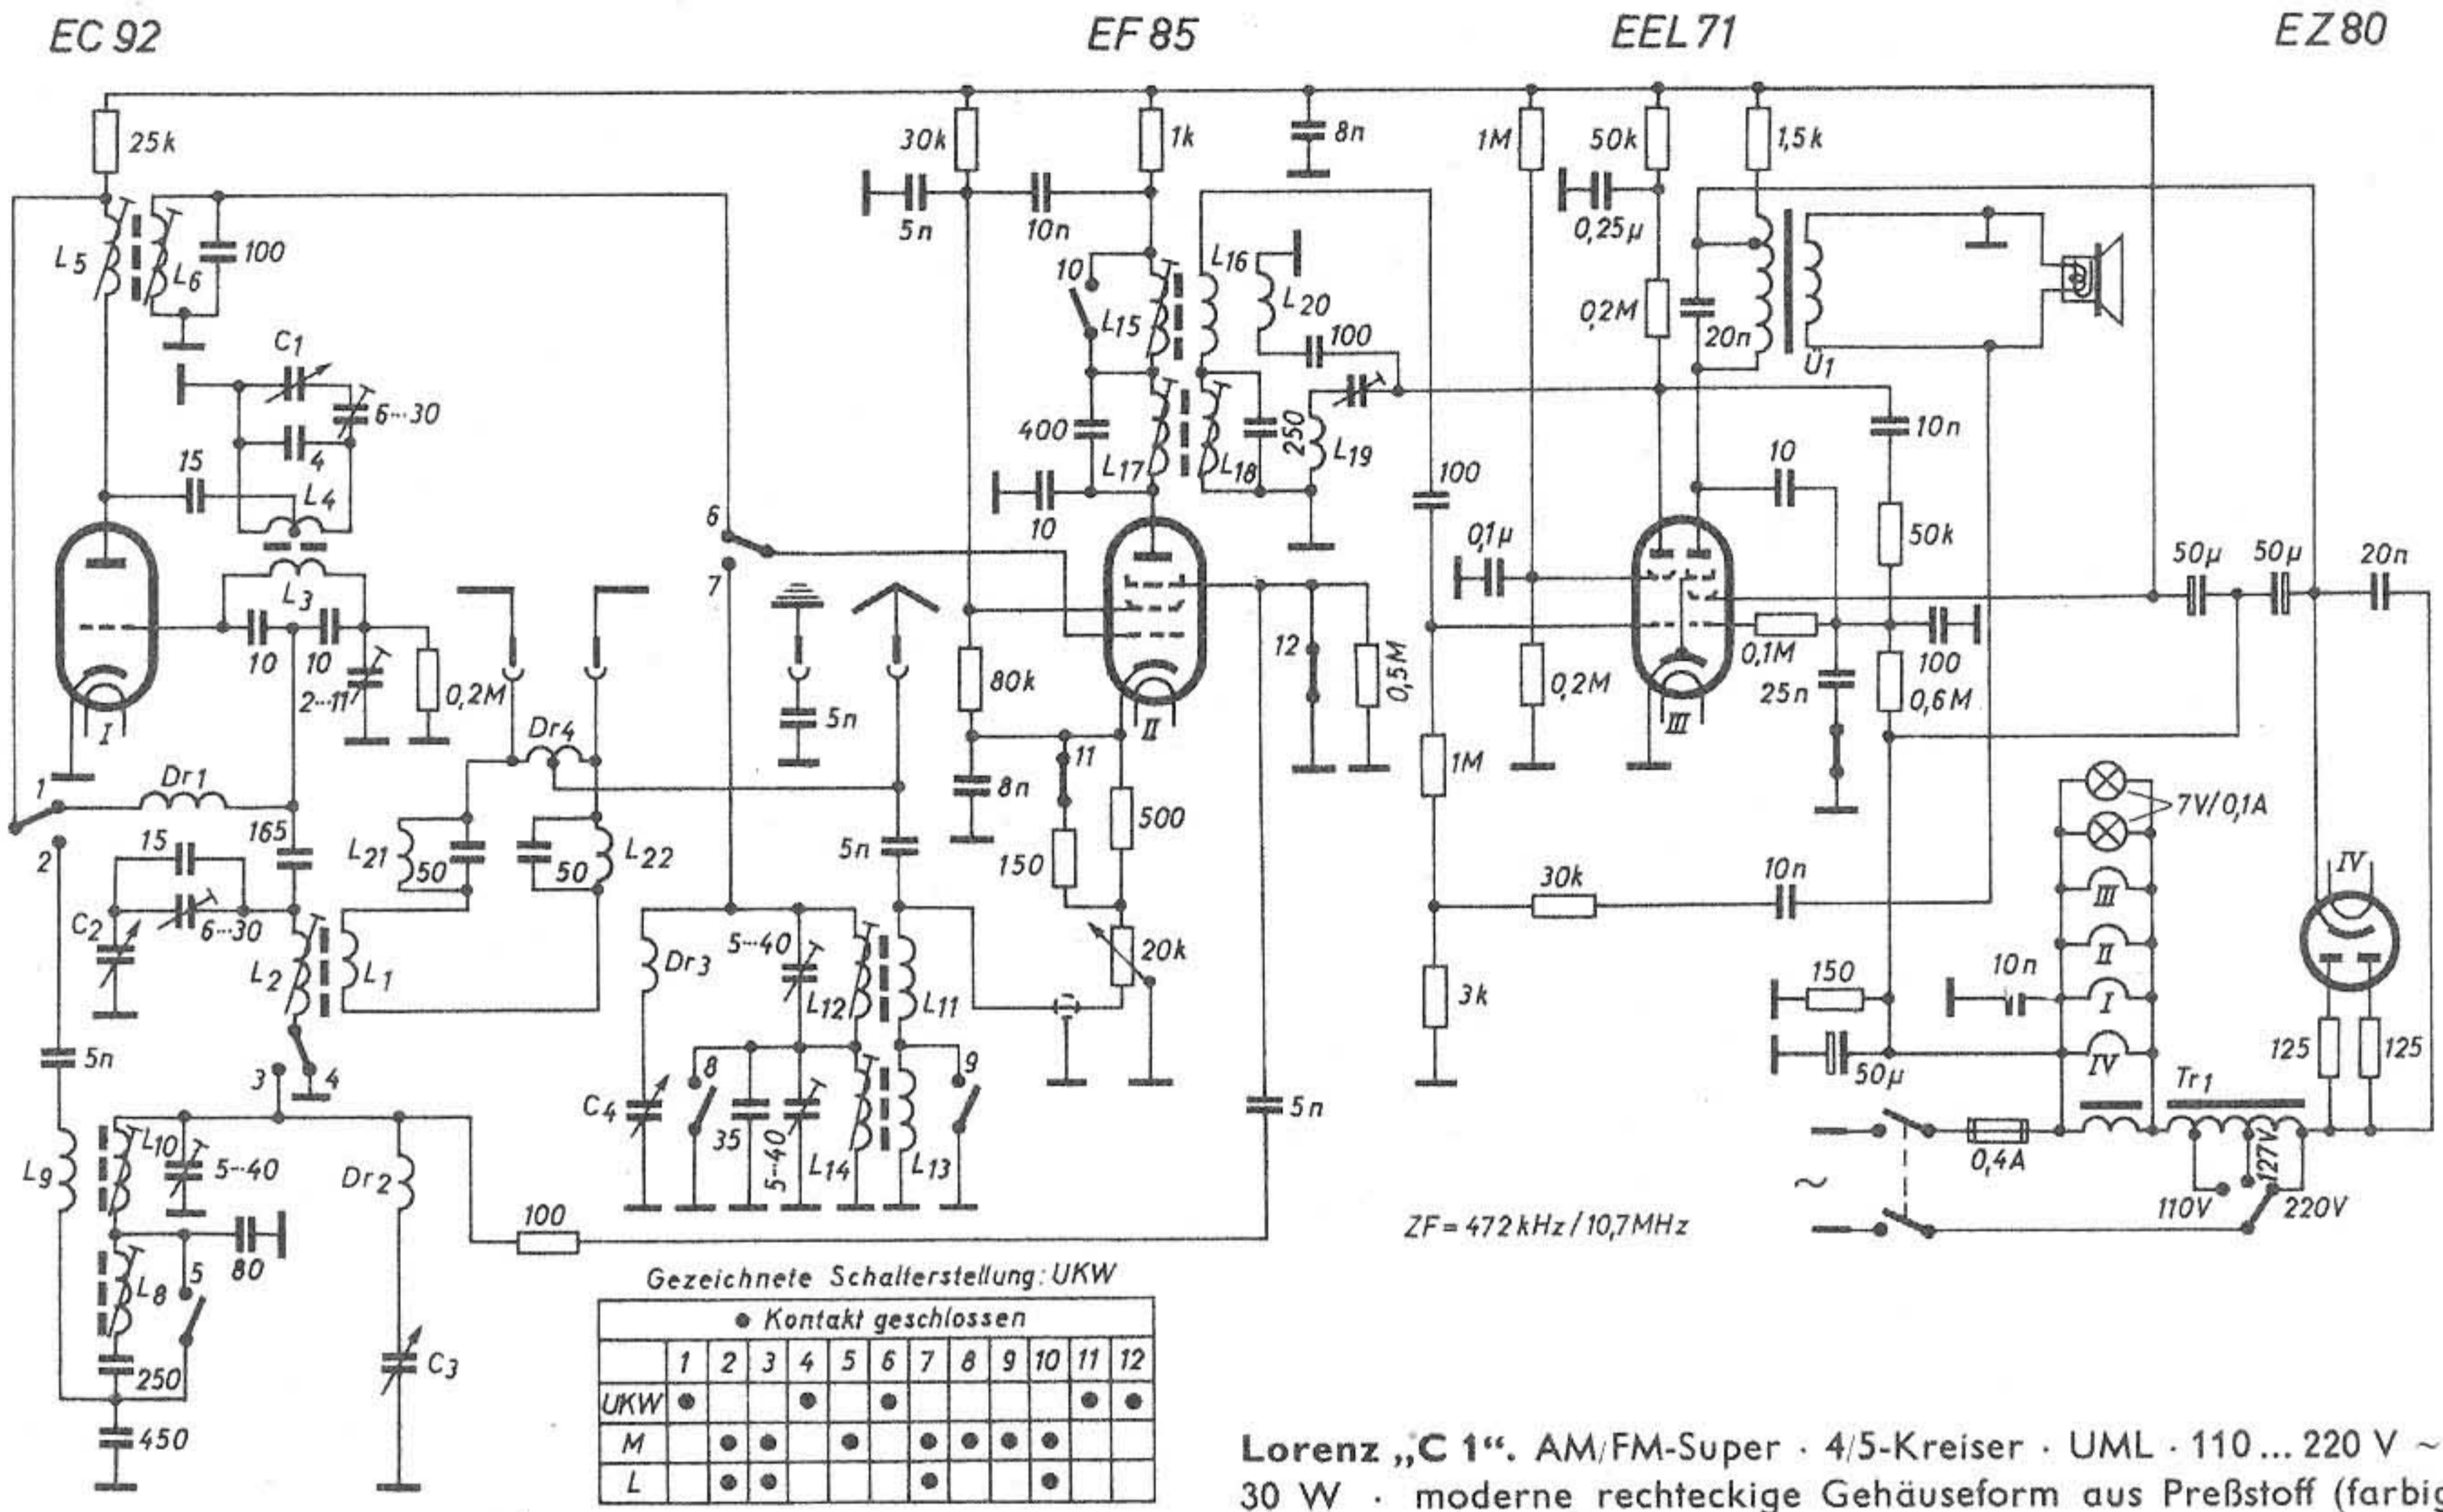 EC 92 EF 85 EEL 71 EZ 80
25k 30k 1k 8n 1M 50k 1,5k
5n 10n 0,25µ
L5 L6 100 10 L15 L16 L20 0,2M 20n Ü1
C1 6···30 100
15 4 L4 400 L17 L18 250 L19 10n
10 100 10
6 0,1µ 50k 50µ 50µ 20n
L3 7
10 10 2···11 0,2M 80k 12 0,5M 0,2M 0,1M 100
I 5n II III 25n 0,6M
Dr4
1 Dr1 8n 11 1M 7V/0,1A
2 165 500
15 L21 50 50 L22 5n 150 30k 10n IV
C2 6···30 III
L2 L1 Dr3 5···40 L12 L11 20k II
3k 150 10n I
5n 3 4 8 9 50µ IV 125 125
C4 35 5···40 L14 L13 5n Tr1
L9 L10 5···40 Dr2 0,4A 127V
~ 110V 220V
100 ZF = 472 kHz / 10,7 MHz
L8 5 80
250 C3
450
Gezeichnete Schalterstellung: UKW
● Kontakt geschlossen
1 2 3 4 5 6 7 8 9 10 11 12
UKW ● ● ● ● ●
M ● ● ● ● ● ● ●
L ● ● ● ●
Lorenz „C 1“. AM/FM-Super · 4/5-Kreiser · UML · 110 ... 220 V ~
30 W · moderne rechteckige Gehäuseform aus Preßstoff (farbig